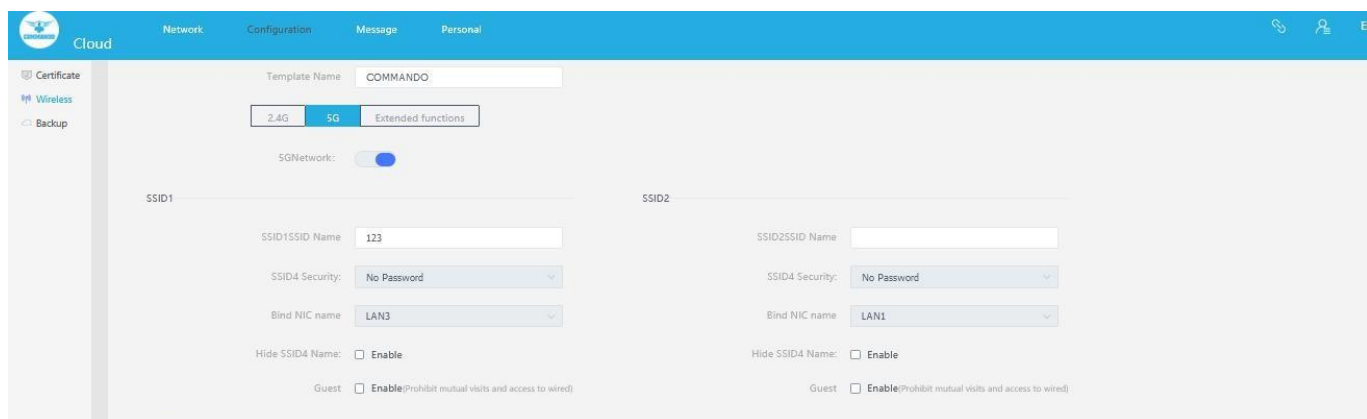 COMMANDO
Cloud
Network Configuration Message Personal
E
Certificate
Wireless
Backup
Template Name COMMANDO
2.4G 5G Extended functions
5GNetwork:
SSID1
SSID1SSID Name 123
SSID4 Security: No Password
Bind NIC name LAN3
Hide SSID4 Name: Enable
Guest Enable(Prohibit mutual visits and access to wired)
SSID2
SSID2SSID Name
SSID4 Security: No Password
Bind NIC name LAN1
Hide SSID4 Name: Enable
Guest Enable(Prohibit mutual visits and access to wired)